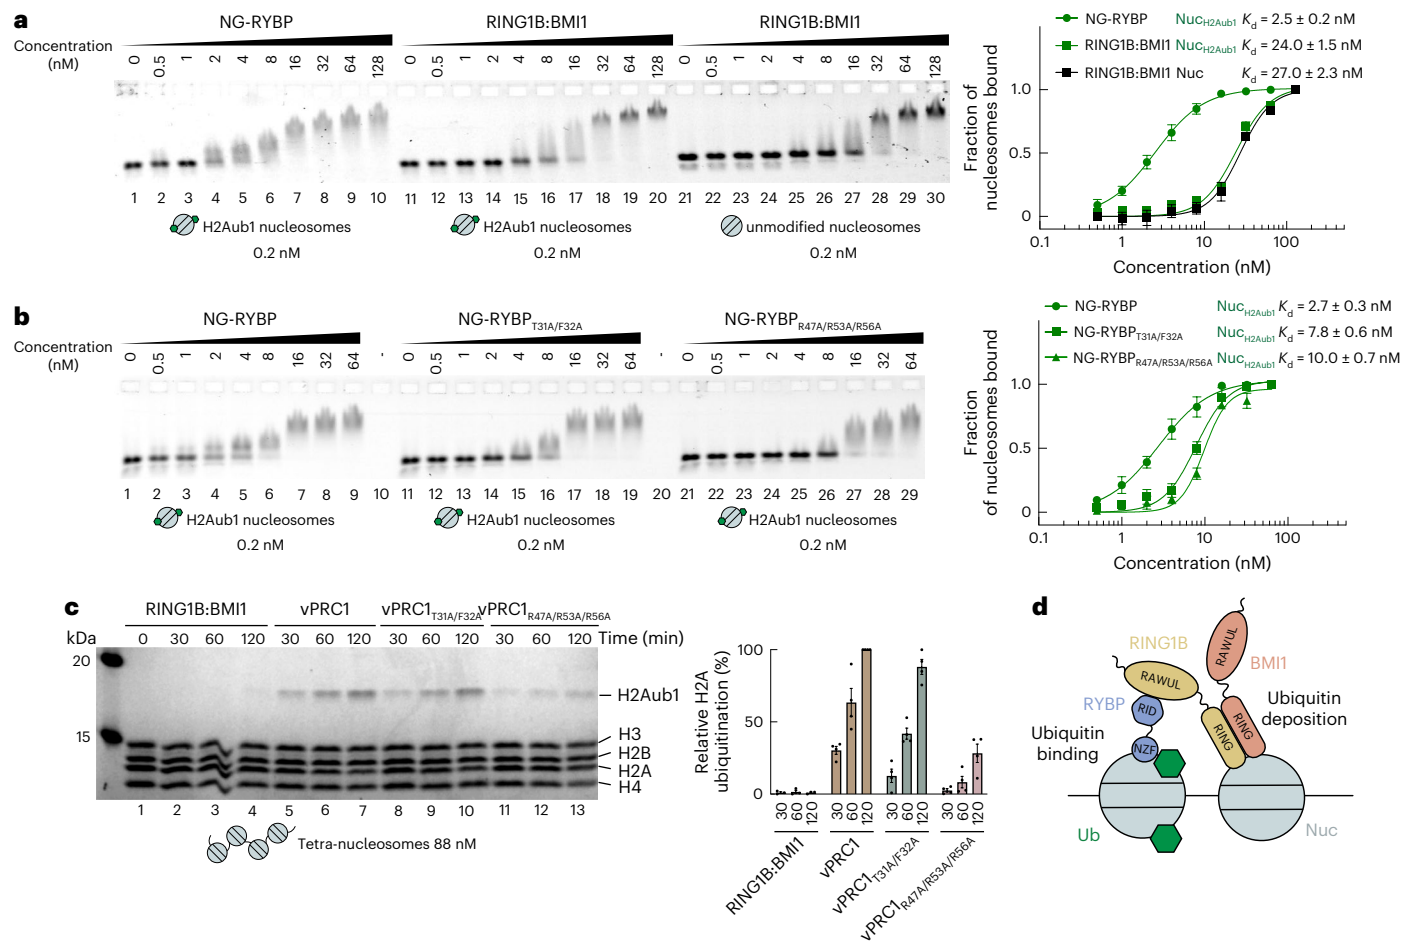 a
NG-RYBP
RING1B:BMI1
RING1B:BMI1
Concentration
(nM)
0 0.5 1 2 4 8 16 32 64 128
0 0.5 1 2 4 8 16 32 64 128
0 0.5 1 2 4 8 16 32 64 128
1 2 3 4 5 6 7 8 9 10 11 12 13 14 15 16 17 18 19 20 21 22 23 24 25 26 27 28 29 30
H2Aub1 nucleosomes
0.2 nM
H2Aub1 nucleosomes
0.2 nM
unmodified nucleosomes
0.2 nM
NG-RYBP NucH2Aub1 Kd = 2.5 ± 0.2 nM
RING1B:BMI1 NucH2Aub1 Kd = 24.0 ± 1.5 nM
RING1B:BMI1 Nuc Kd = 27.0 ± 2.3 nM
Fraction of
nucleosomes bound
1.0
0.5
0
0.1 1 10 100
Concentration (nM)
b
NG-RYBP
NG-RYBPT31A/F32A
NG-RYBPR47A/R53A/R56A
Concentration
(nM)
0 0.5 1 2 4 8 16 32 64 -
0 0.5 1 2 4 8 16 32 64 -
0 0.5 1 2 4 8 16 32 64
1 2 3 4 5 6 7 8 9 10 11 12 13 14 15 16 17 18 19 20 21 22 23 24 25 26 27 28 29
H2Aub1 nucleosomes
0.2 nM
H2Aub1 nucleosomes
0.2 nM
H2Aub1 nucleosomes
0.2 nM
NG-RYBP NucH2Aub1 Kd = 2.7 ± 0.3 nM
NG-RYBPT31A/F32A NucH2Aub1 Kd = 7.8 ± 0.6 nM
NG-RYBPR47A/R53A/R56A NucH2Aub1 Kd = 10.0 ± 0.7 nM
Fraction
of nucleosomes bound
1.0
0.5
0
0.1 1 10 100
Concentration (nM)
c
RING1B:BMI1 vPRC1 vPRC1T31A/F32A vPRC1R47A/R53A/R56A
kDa 0 30 60 120 30 60 120 30 60 120 30 60 120 Time (min)
20
15
H2Aub1
H3
H2B
H2A
H4
1 2 3 4 5 6 7 8 9 10 11 12 13
Tetra-nucleosomes 88 nM
Relative H2A
ubiquitination (%)
100
50
0
30 60 120 30 60 120 30 60 120 30 60 120
RING1B:BMI1
vPRC1
vPRC1T31A/F32A
vPRC1R47A/R53A/R56A
d
RING1B
RAWUL
BMI1
RAWUL
RYBP
RID
Ubiquitin
deposition
Ubiquitin
binding
RING
RING
NZF
Ub
Nuc